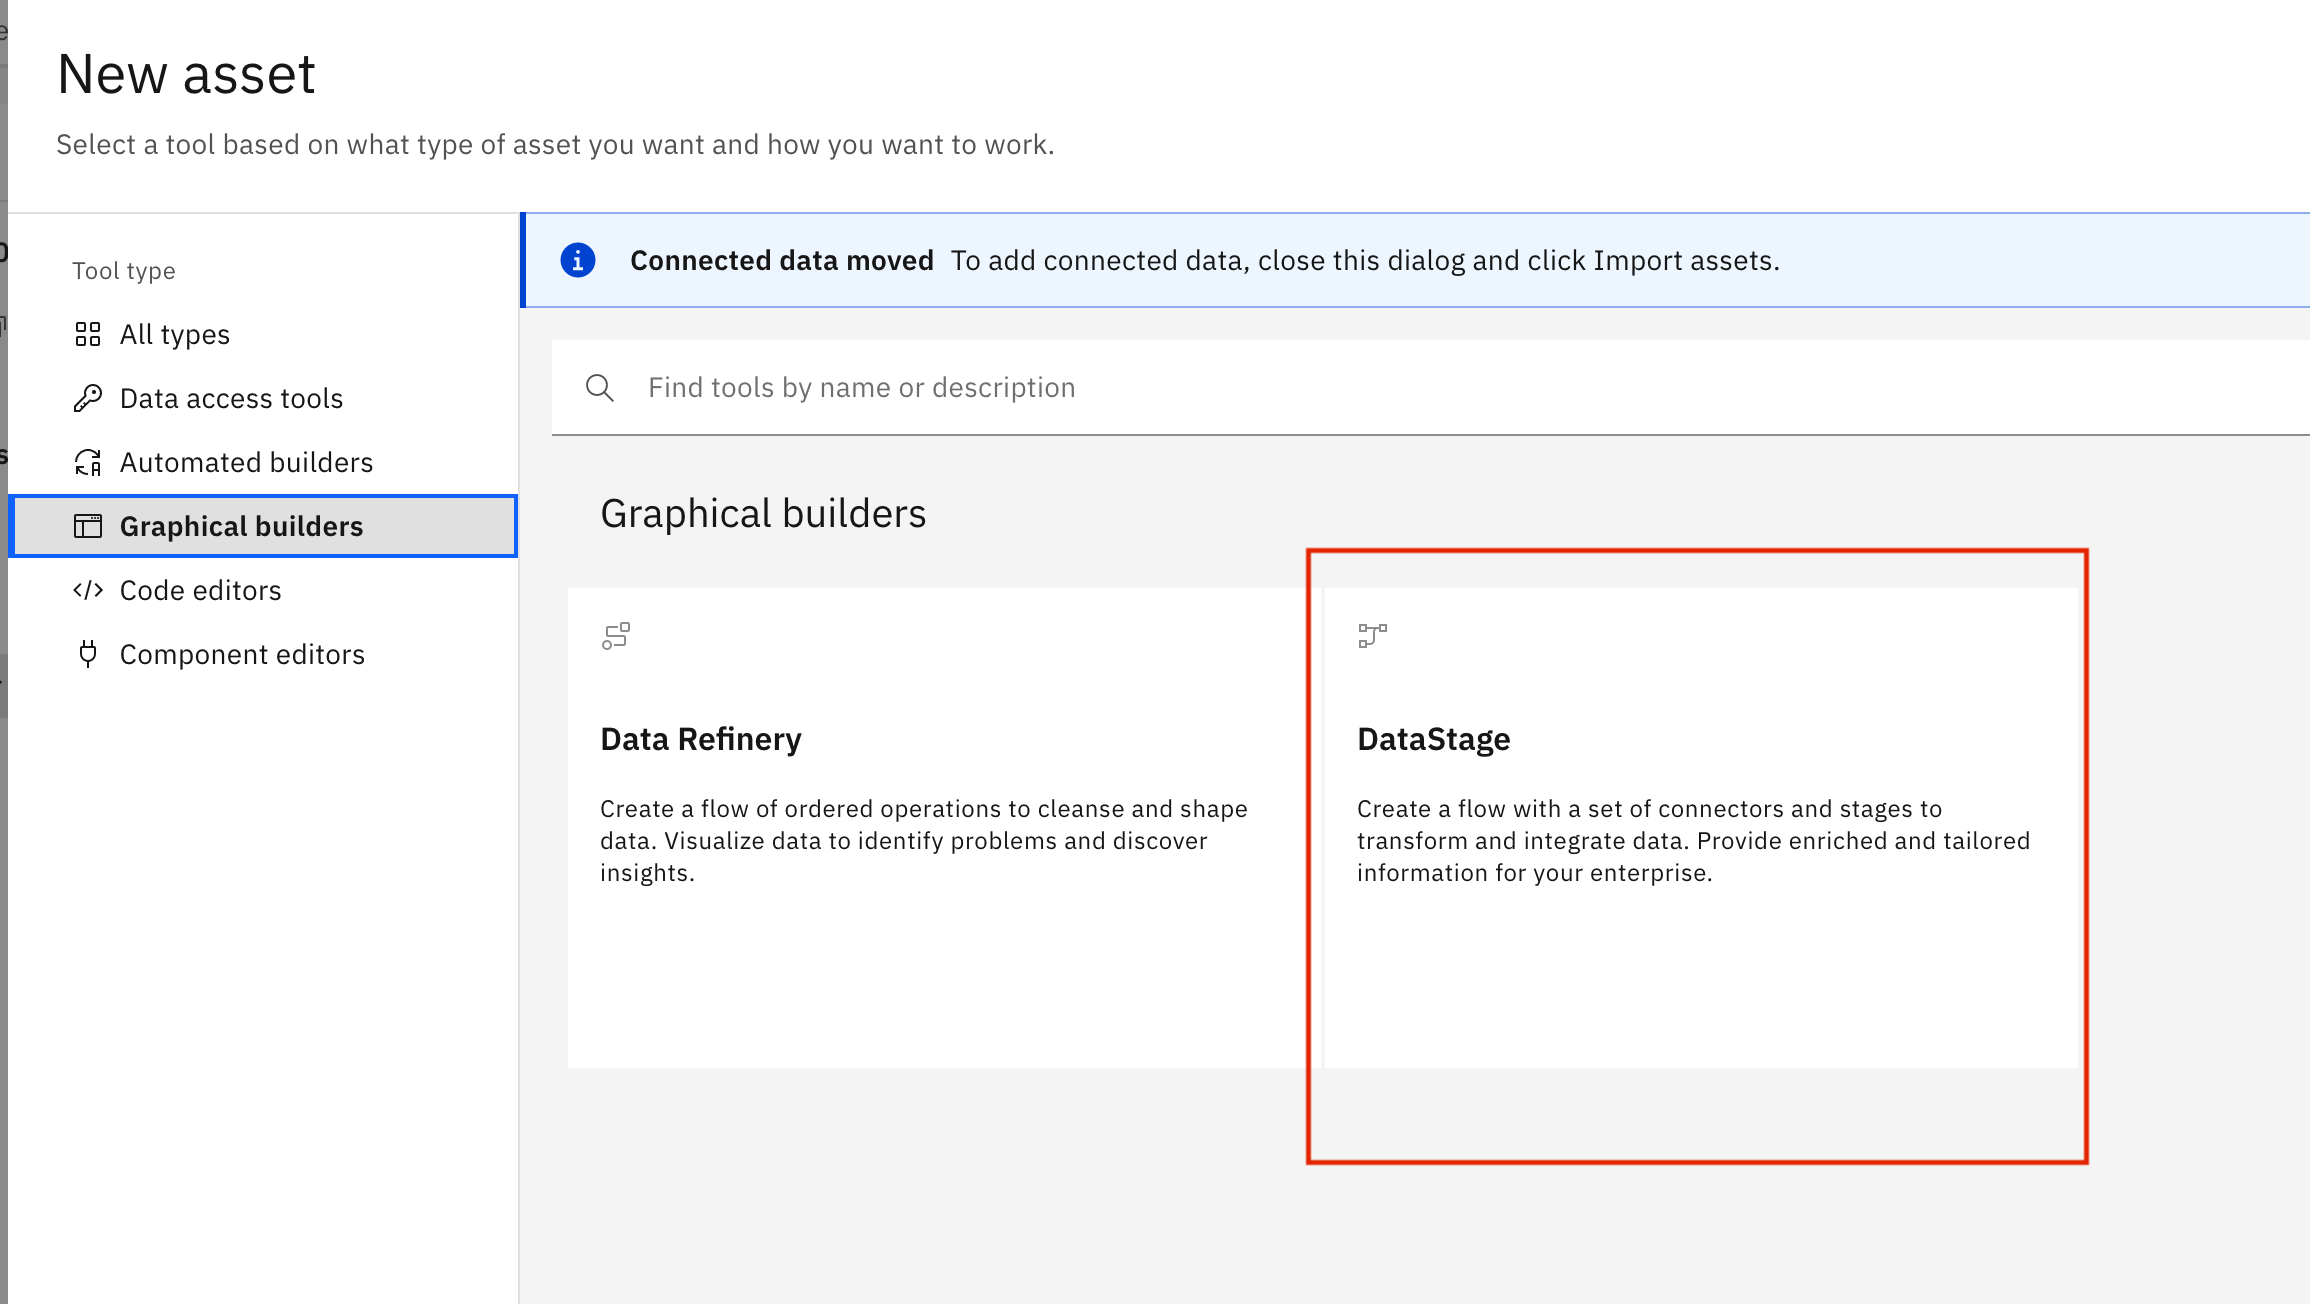 New asset
Select a tool based on what type of asset you want and how you want to work.
Tool type
All types
Data access tools
Automated builders
Graphical builders
Code editors
Component editors
Connected data moved To add connected data, close this dialog and click Import assets.
Find tools by name or description
Graphical builders
Data Refinery
Create a flow of ordered operations to cleanse and shape
data. Visualize data to identify problems and discover
insights.
DataStage
Create a flow with a set of connectors and stages to
transform and integrate data. Provide enriched and tailored
information for your enterprise.